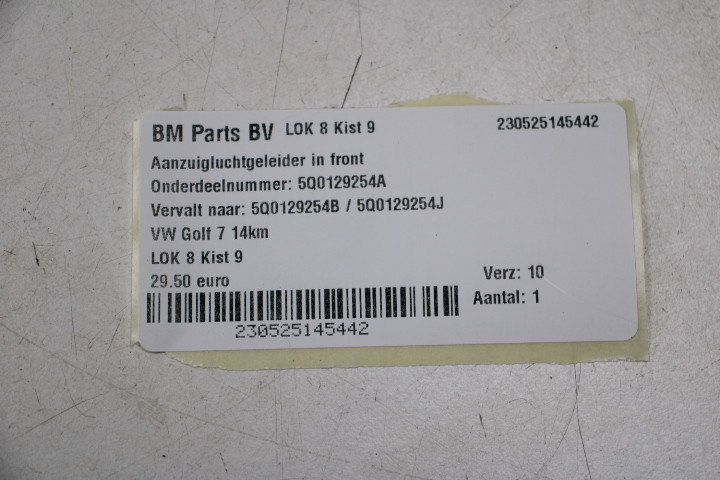 BM Parts BV LOK 8 Kist 9 230525145442
Aanzuigluchtgeleider in front
Onderdeelnummer: 5Q0129254A
Vervalt naar: 5Q0129254B / 5Q0129254J
VW Golf 7 14km
LOK 8 Kist 9
29.50 euro
Verz: 10
Aantal: 1
230525145442